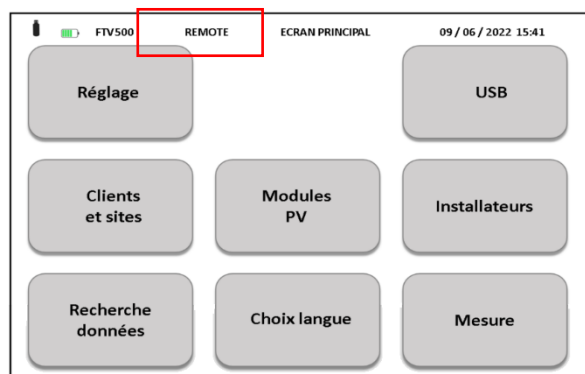 FTV500 REMOTE ECRAN PRINCIPAL 09 / 06 / 2022 15:41
Réglage
USB
Clients
et sites
Modules
PV
Installateurs
Recherche
données
Choix langue
Mesure